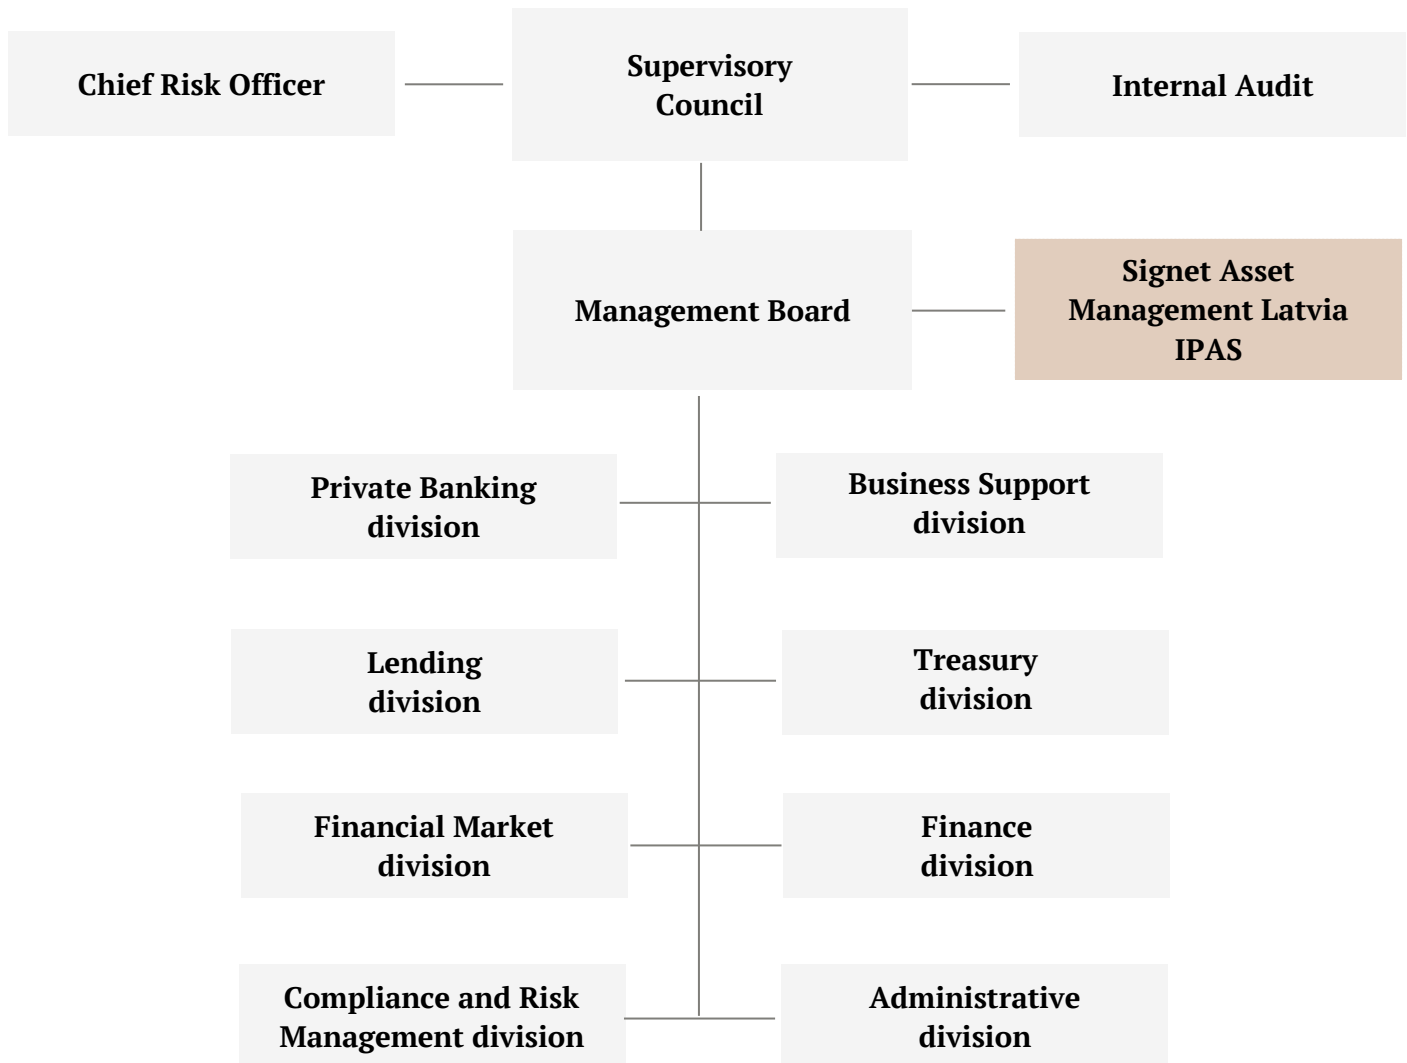 Chief Risk Officer
Supervisory
Council
Internal Audit
Management Board
Signet Asset
Management Latvia
IPAS
Private Banking
division
Business Support
division
Lending
division
Treasury
division
Financial Market
division
Finance
division
Compliance and Risk
Management division
Administrative
division